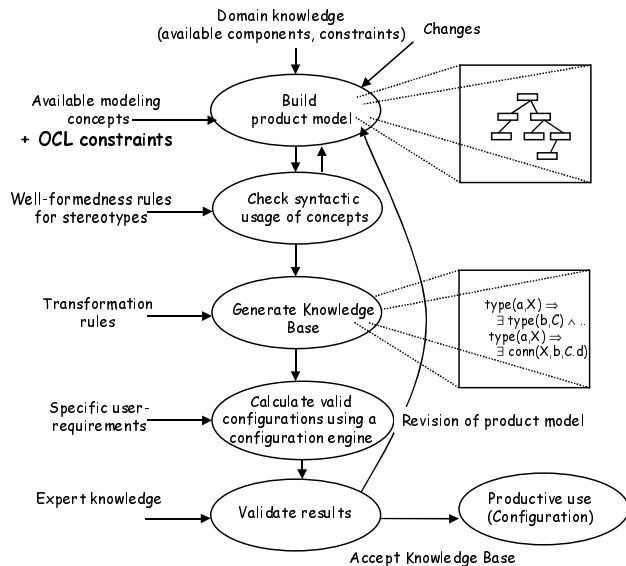 Domain knowledge
(available components, constraints)
Changes
Build
product model
Available modeling
concepts
+ OCL constraints
Well-formedness rules
for stereotypes
Check syntactic
usage of concepts
Transformation
rules
Generate Knowledge
Base
type(a,X) ⇒
∃ type(b,C) ∧ ..
type(a,X) ⇒
∃ conn(X,b,C.d)
Specific user-
requirements
Calculate valid
configurations using a
configuration engine
Revision of product model
Expert knowledge
Validate results
Productive use
(Configuration)
Accept Knowledge Base